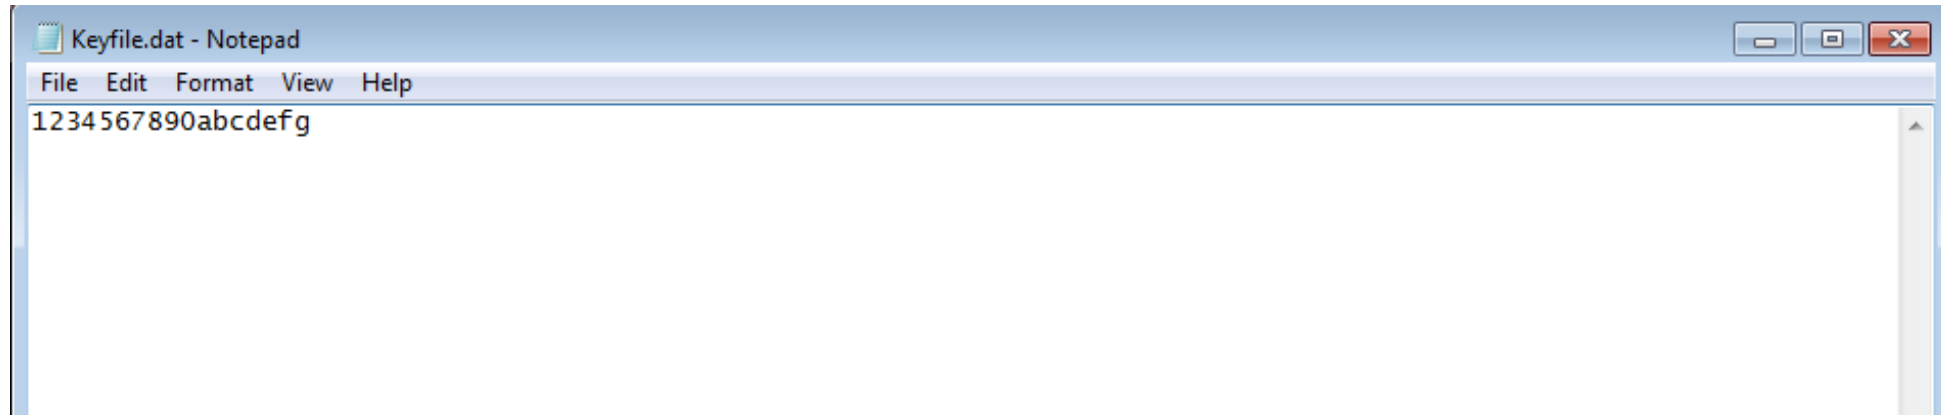 Keyfile.dat - Notepad
File Edit Format View Help
1234567890abcdefg